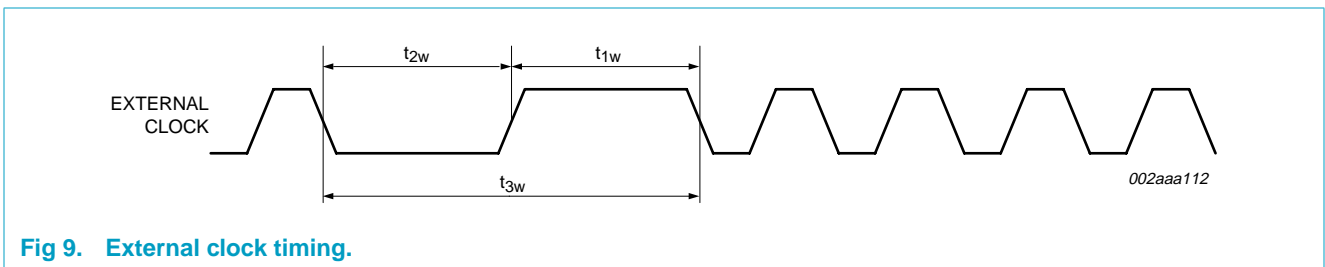 t2w
t1w
EXTERNAL
CLOCK
t3w
002aaa112
Fig 9. External clock timing.